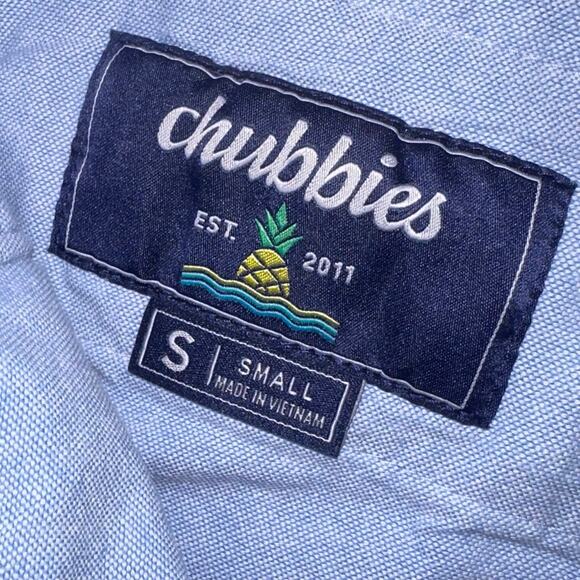 chubbies
EST. 2011
S SMALL
MADE IN VIETNAM